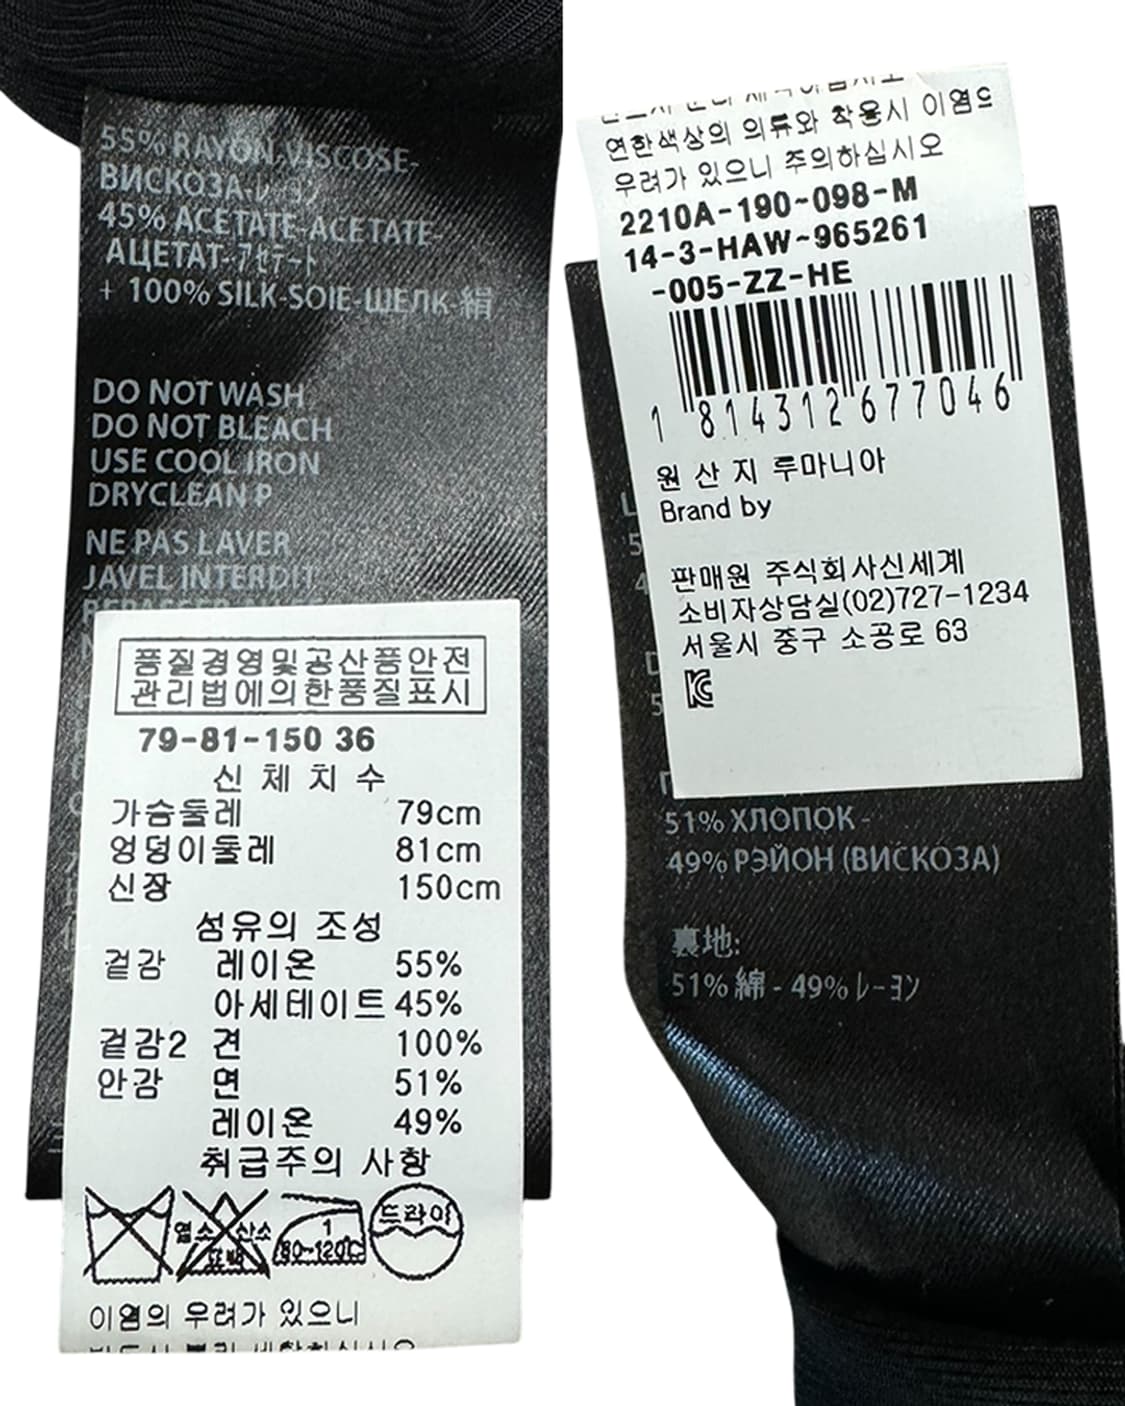 55% RAYON,VISCOSE-
ВИСКОЗА-レーヨン
45% ACETATE-ACETATE-
АЦЕТАТ-アセテート
+ 100% SILK-SOIE-ШЕЛК-絹
DO NOT WASH
DO NOT BLEACH
USE COOL IRON
DRYCLEAN P
NE PAS LAVER
JAVEL INTERDIT
품질경영및공산품안전
관리법에의한품질표시
79-81-150 36
신 체 치 수
가슴둘레 79cm
엉덩이둘레 81cm
신장 150cm
섬유의 조성
겉감 레이온 55%
아세테이트 45%
겉감2 견 100%
안감 면 51%
레이온 49%
취급주의 사항
염소 산소
표백
1
80~120℃
드라이
이염의 우려가 있으니
연한색상의 의류와 착용시 이염으
우려가 있으니 주의하십시오
2210A-190-098-M
14-3-HAW-965261
-005-ZZ-HE
1 814312 677046
원 산 지 루마니아
Brand by
판매원 주식회사신세계
소비자상담실(02)727-1234
서울시 중구 소공로 63
51% ХЛОПОК -
49% РЭЙОН (ВИСКОЗА)
裏地:
51% 綿 - 49% レーヨン